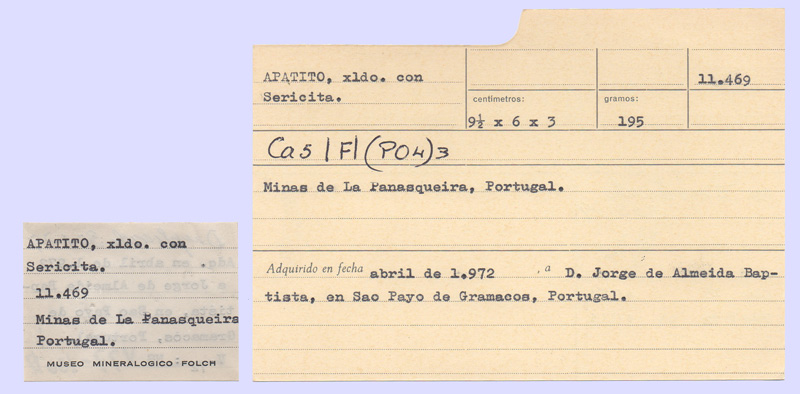 APATITO, xldo. con
Sericita.
11.469
Minas de La Panasqueira
Portugal.
MUSEO MINERALOGICO FOLCH
APATITO, xldo. con
Sericita.
11.469
centímetros:
gramos:
9½ x 6 x 3
195
Ca5 |F| (PO4)3
Minas de La Panasqueira, Portugal.
Adquirido en fecha abril de 1.972 , a D. Jorge de Almeida Bap-
tista, en Sao Payo de Gramacos, Portugal.